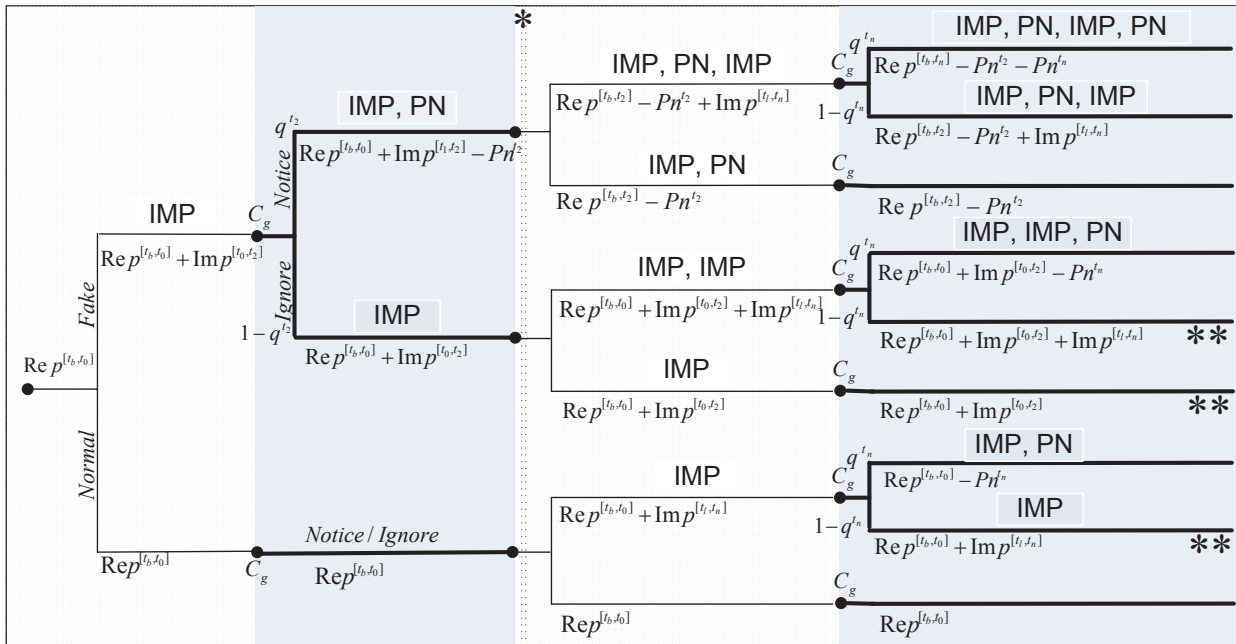 *
IMP, PN, IMP, PN
q^{t_n}
C_g
Re p^{[t_b,t_n]} − Pn^{t_2} − Pn^{t_n}
IMP, PN, IMP
IMP, PN, IMP
Re p^{[t_b,t_2]} − Pn^{t_2} + Im p^{[t_l,t_n]}
1− q^{t_n}
Re p^{[t_b,t_2]} − Pn^{t_2} + Im p^{[t_l,t_n]}
IMP, PN
q^{t_2}
Re p^{[t_b,t_0]} + Im p^{[t_l,t_2]} − Pn^{t_2}
Notice
IMP, PN
C_g
Re p^{[t_b,t_2]} − Pn^{t_2}
Re p^{[t_b,t_2]} − Pn^{t_2}
IMP
C_g
Re p^{[t_b,t_0]} + Im p^{[t_0,t_2]}
Fake
Ignore
IMP, IMP, PN
q^{t_n}
IMP, IMP
C_g
Re p^{[t_b,t_0]} + Im p^{[t_0,t_2]} − Pn^{t_n}
Re p^{[t_b,t_0]} + Im p^{[t_0,t_2]} + Im p^{[t_l,t_n]}
1− q^{t_n}
IMP
1− q^{t_2}
Re p^{[t_b,t_0]} + Im p^{[t_0,t_2]}
Re p^{[t_b,t_0]} + Im p^{[t_0,t_2]} + Im p^{[t_l,t_n]}
**
Re p^{[t_b,t_0]}
IMP
C_g
Re p^{[t_b,t_0]} + Im p^{[t_0,t_2]}
Re p^{[t_b,t_0]} + Im p^{[t_0,t_2]}
**
Normal
IMP, PN
q^{t_n}
IMP
C_g
Re p^{[t_b,t_0]} − Pn^{t_n}
Re p^{[t_b,t_0]} + Im p^{[t_l,t_n]}
IMP
1− q^{t_n}
Re p^{[t_b,t_0]} + Im p^{[t_l,t_n]}
**
Notice / Ignore
Rep^{[t_b,t_0]}
C_g
Rep^{[t_b,t_0]}
C_g
Rep^{[t_b,t_0]}
Rep^{[t_b,t_0]}